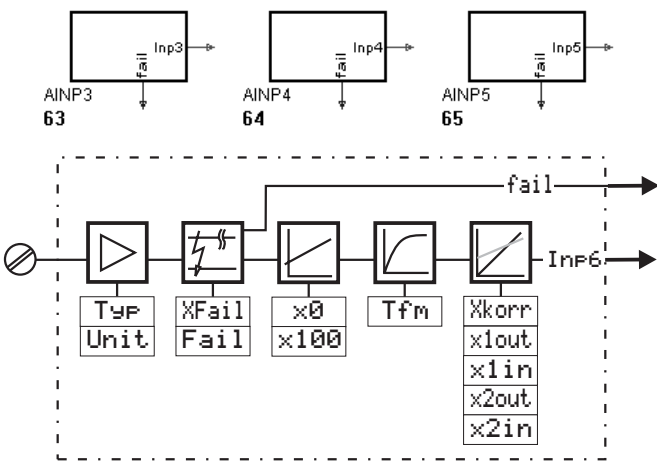 Inp3
fail
AINP3
63
Inp4
fail
AINP4
64
Inp5
fail
AINP5
65
fail
Inp6
Typ
Unit
XFail
Fail
x0
x100
Tfm
Xkorr
x1out
x1in
x2out
x2in